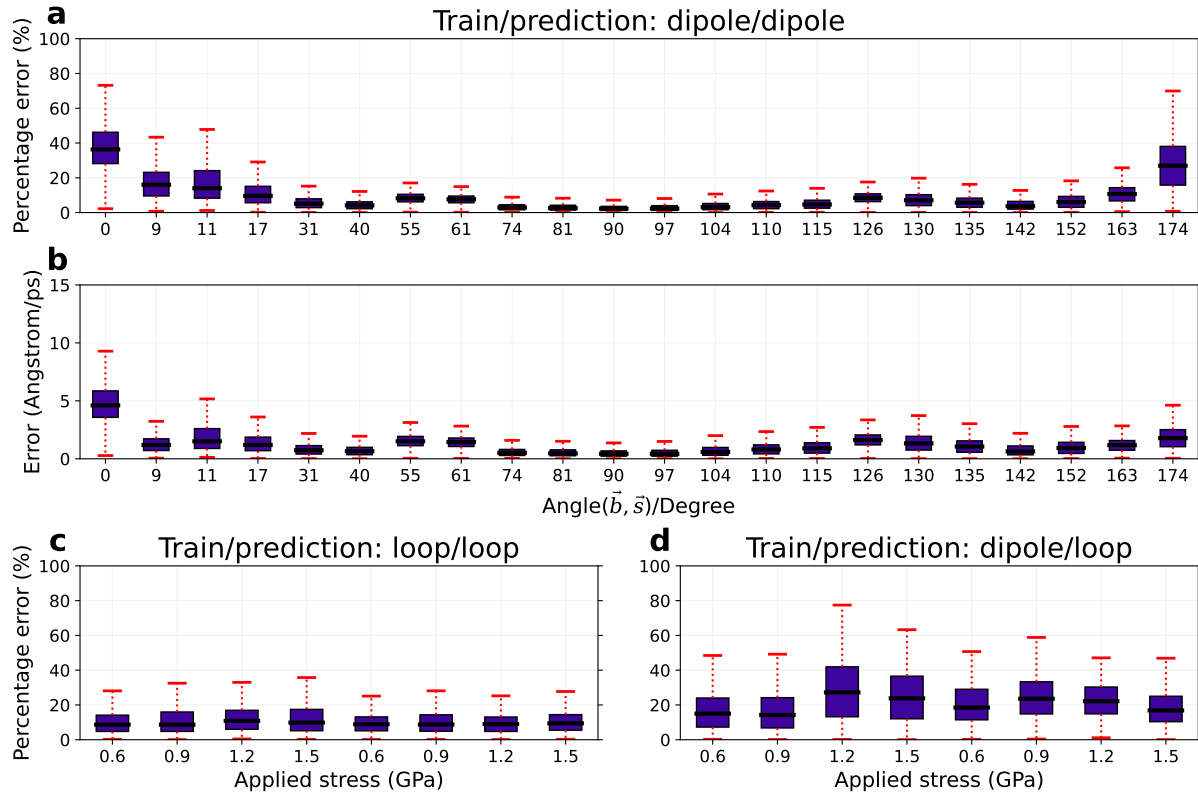 a
Train/prediction: dipole/dipole
Percentage error (%)
100
80
60
40
20
0
0 9 11 17 31 40 55 61 74 81 90 97 104 110 115 126 130 135 142 152 163 174
b
Error (Angstrom/ps)
15
10
5
0
0 9 11 17 31 40 55 61 74 81 90 97 104 110 115 126 130 135 142 152 163 174
Angle(b⃗, s⃗)/Degree
c
Train/prediction: loop/loop
Percentage error (%)
100
80
60
40
20
0
0.6 0.9 1.2 1.5 0.6 0.9 1.2 1.5
Applied stress (GPa)
d
Train/prediction: dipole/loop
100
80
60
40
20
0
0.6 0.9 1.2 1.5 0.6 0.9 1.2 1.5
Applied stress (GPa)